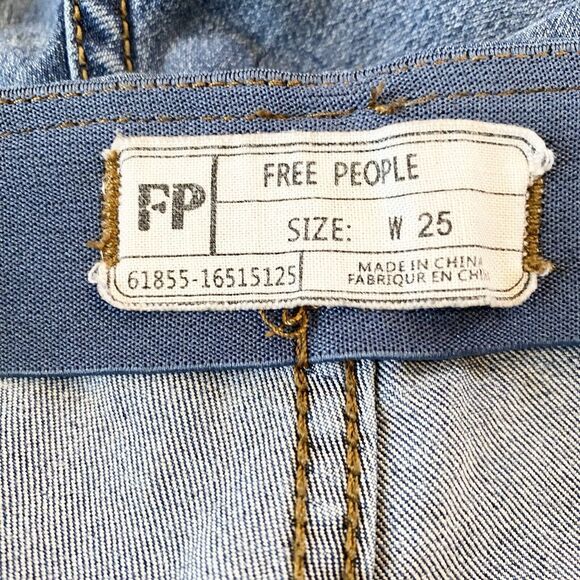 FP
FREE PEOPLE
SIZE: W 25
61855-16515125
MADE IN CHINA
FABRIQUR EN CHIN